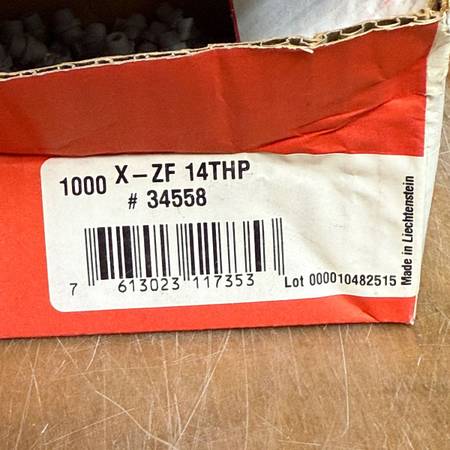 1000 X-ZF 14THP
# 34558
7 613023 117353
Lot 000010482515
Made in Liechtenstein